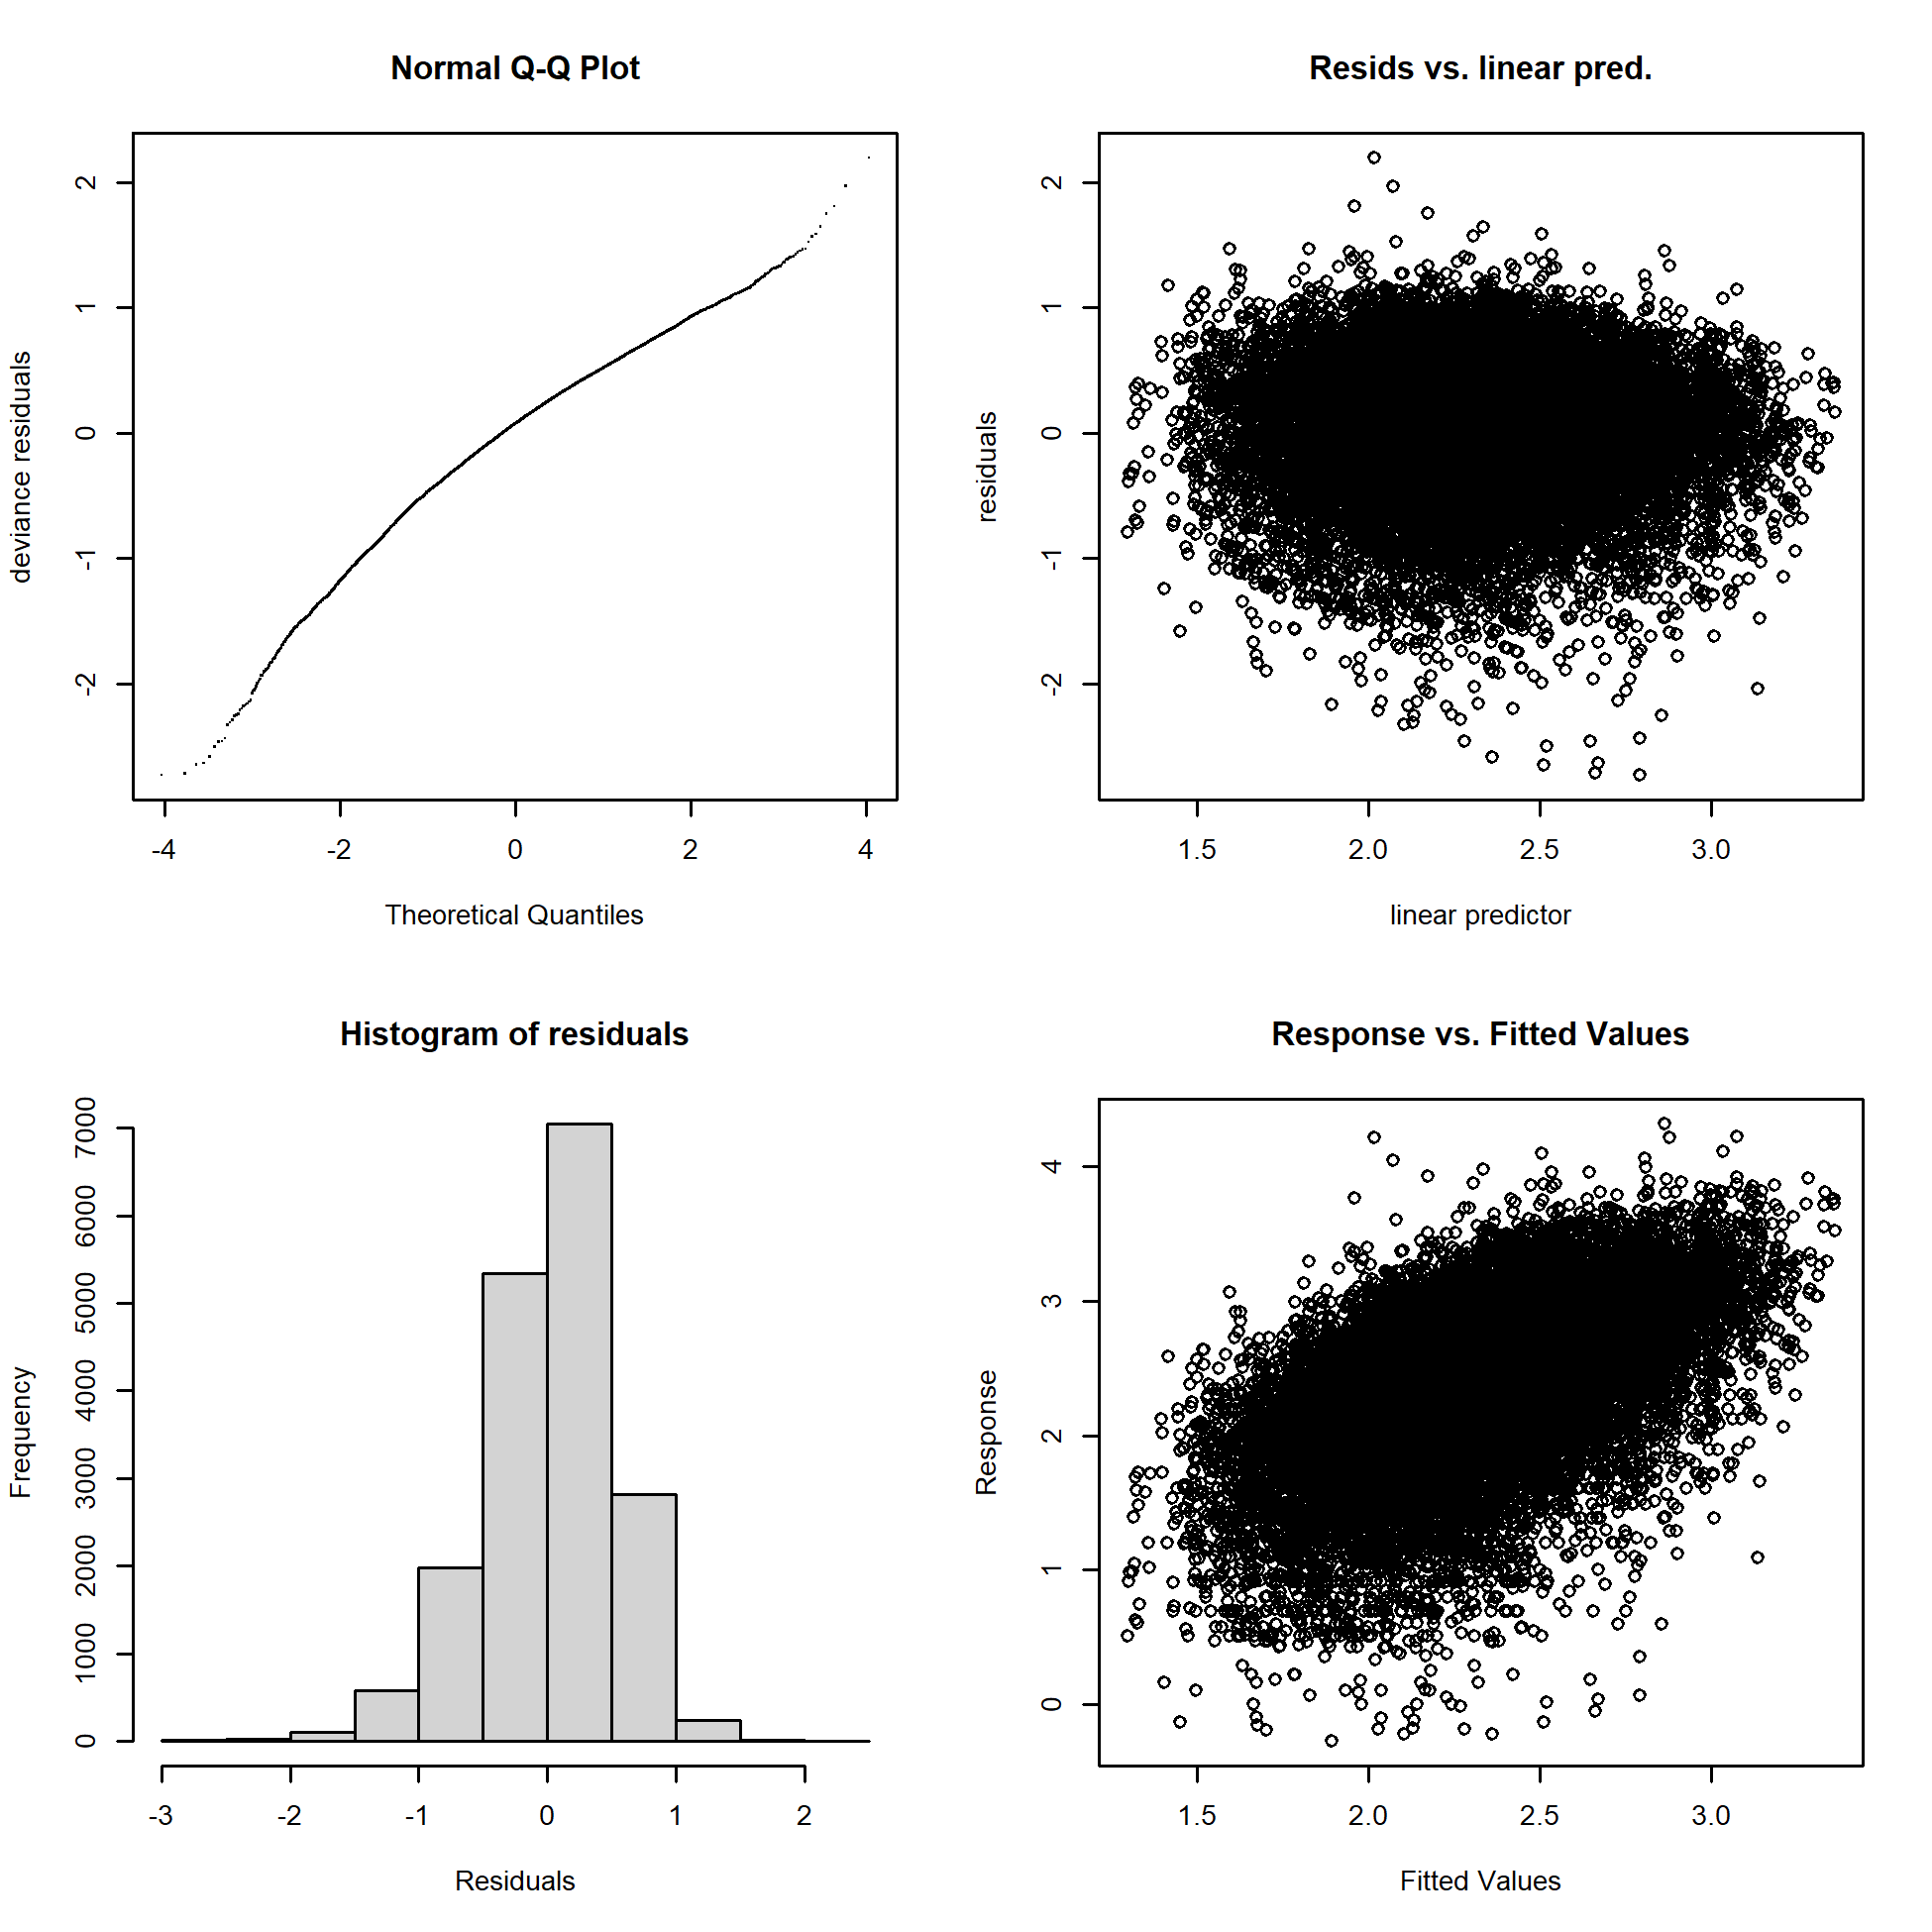 Normal Q-Q Plot
deviance residuals
2
1
0
-1
-2
-4 -2 0 2 4
Theoretical Quantiles
Resids vs. linear pred.
residuals
2
1
0
-1
-2
1.5 2.0 2.5 3.0
linear predictor
Histogram of residuals
Frequency
7000
6000
5000
4000
3000
2000
1000
0
-3 -2 -1 0 1 2
Residuals
Response vs. Fitted Values
Response
4
3
2
1
0
1.5 2.0 2.5 3.0
Fitted Values